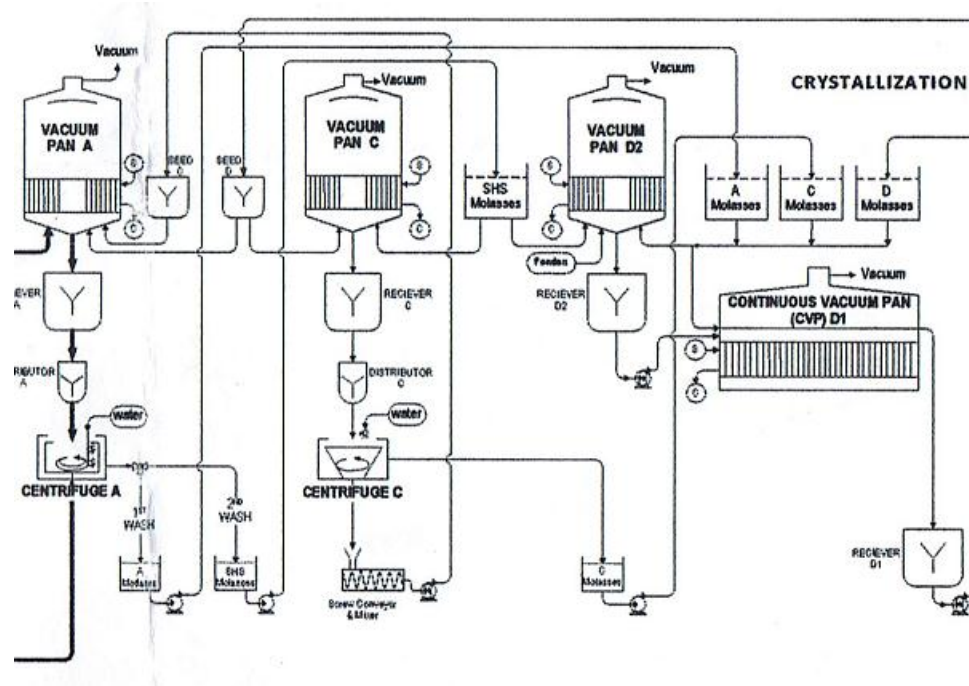 Vacuum
VACUUM
PAN A
S
C
SEED
C
SEED
D
Vacuum
VACUUM
PAN C
S
C
SHS
Molasses
Vacuum
VACUUM
PAN D2
S
C
CRYSTALLIZATION
A
Molasses
C
Molasses
D
Molasses
Fondan
IEVER
A
RECIEVER
C
RECIEVER
D2
Vacuum
CONTINUOUS VACUUM PAN
(CVP) D1
S
C
TRIBUTOR
A
DISTRIBUTOR
C
water
water
CENTRIFUGE A
CENTRIFUGE C
1ST
WASH
2ND
WASH
A
Molasses
SHS
Molasses
Screw Conveyor
& Mixer
C
Molasses
RECIEVER
D1